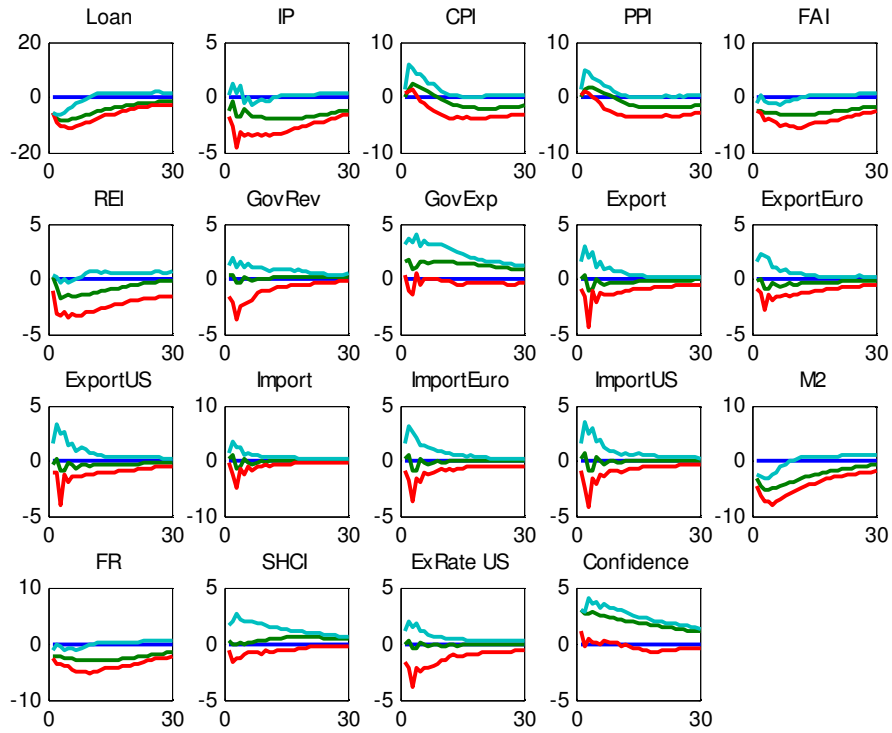 Loan IP CPI PPI FAI
20 5 10 10 10
0 0 0 0 0
-20 -5 -10 -10 -10
0 30 0 30 0 30 0 30 0 30
REI GovRev GovExp Export ExportEuro
5 5 5 5 5
0 0 0 0 0
-5 -5 -5 -5 -5
0 30 0 30 0 30 0 30 0 30
ExportUS Import ImportEuro ImportUS M2
5 10 5 5 10
0 0 0 0 0
-5 -10 -5 -5 -10
0 30 0 30 0 30 0 30 0 30
FR SHCI ExRate US Confidence
10 5 5 5
0 0 0 0
-10 -5 -5 -5
0 30 0 30 0 30 0 30